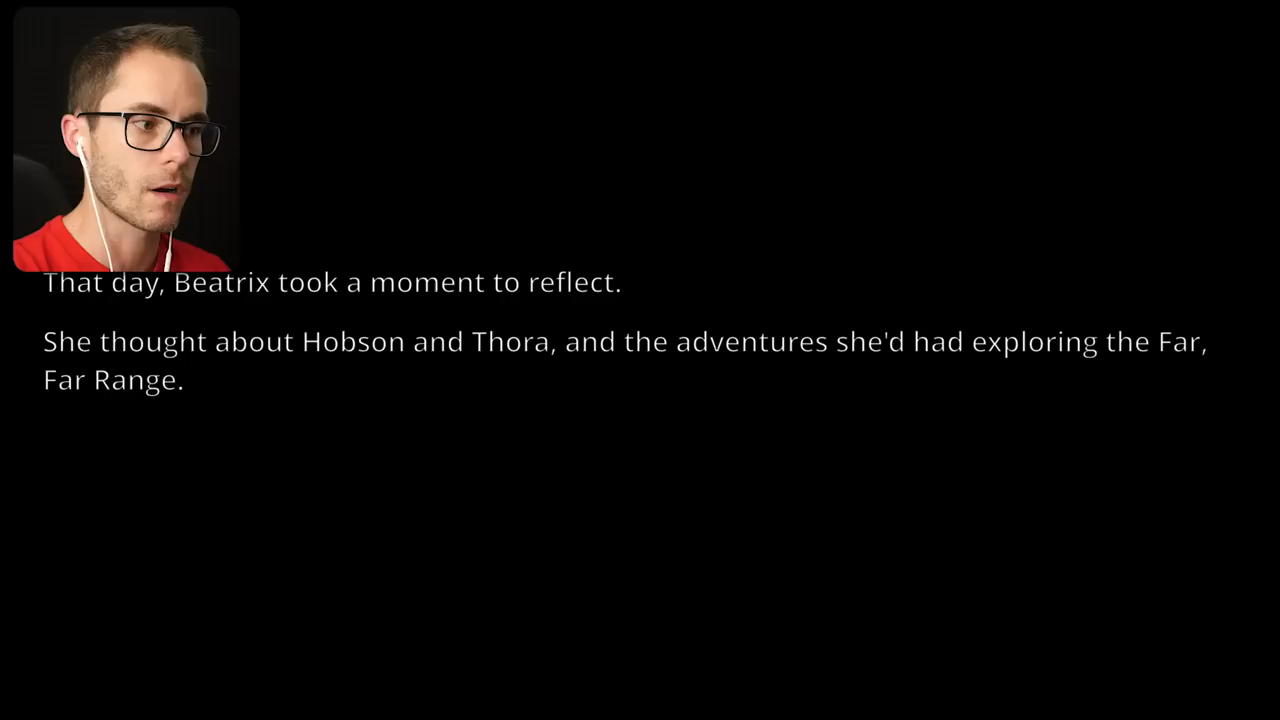 That day, Beatrix took a moment to reflect.
She thought about Hobson and Thora, and the adventures she'd had exploring the Far,
Far Range.